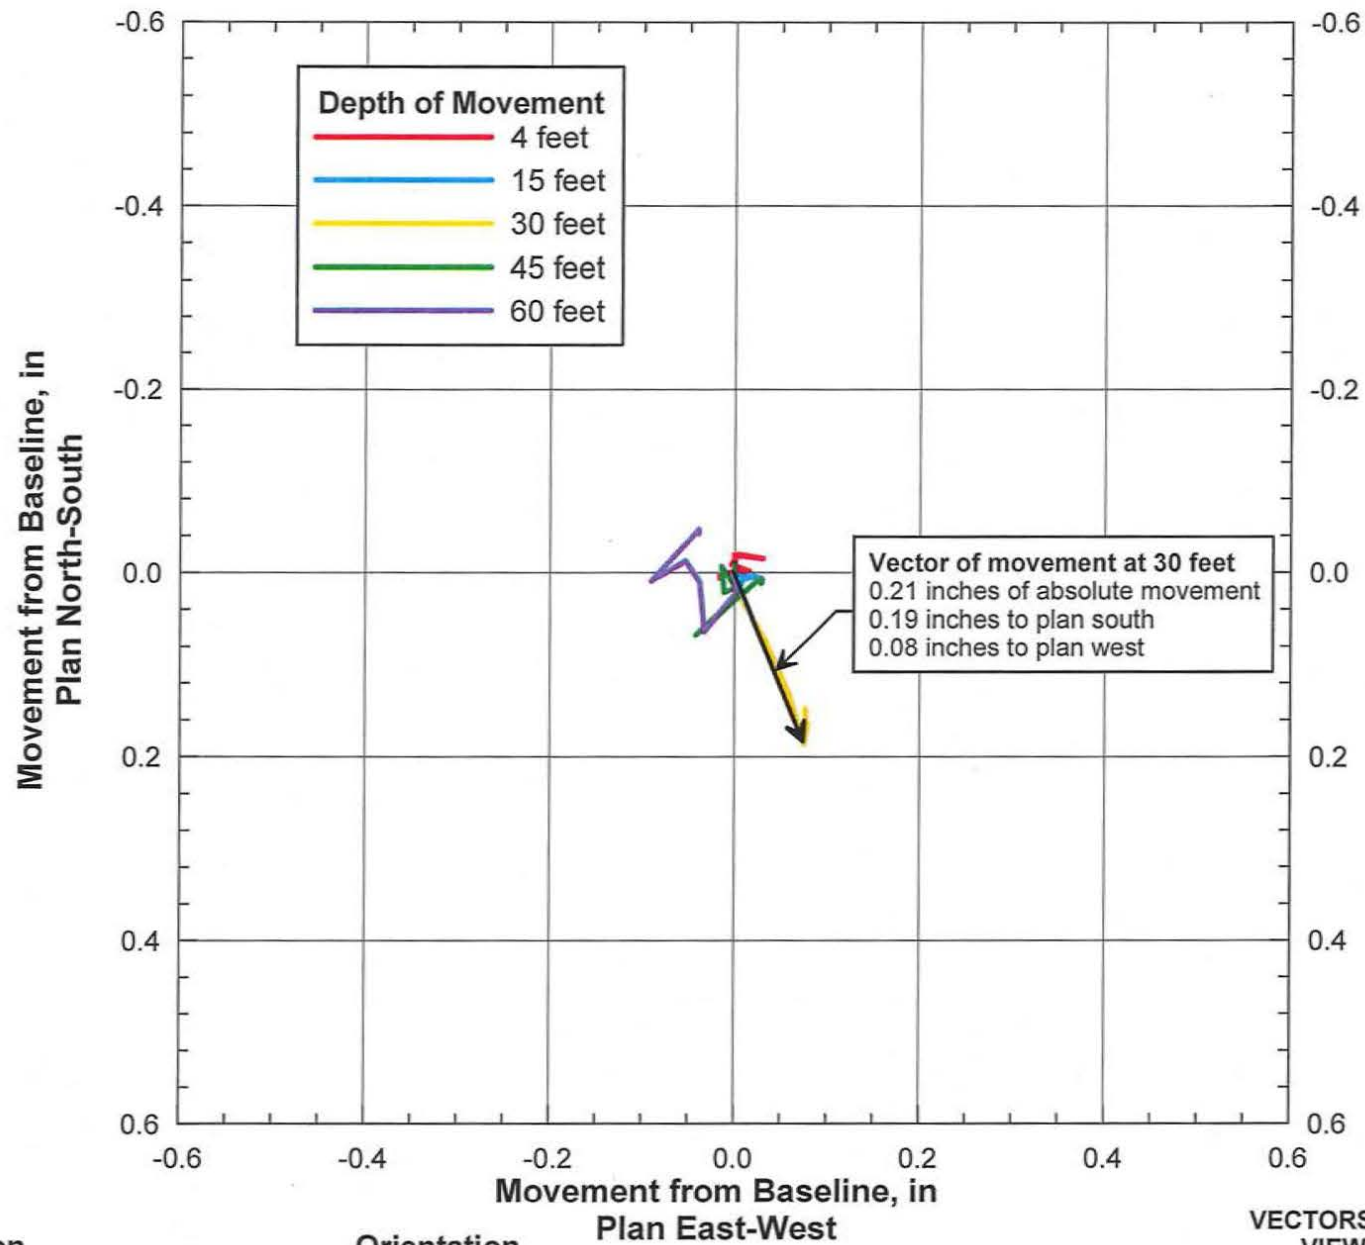 -0.6
-0.6
Depth of Movement
4 feet
15 feet
30 feet
45 feet
60 feet
-0.4
-0.4
-0.2
-0.2
Movement from Baseline, in
Plan North-South
0.0
0.0
Vector of movement at 30 feet
0.21 inches of absolute movement
0.19 inches to plan south
0.08 inches to plan west
0.2
0.2
0.4
0.4
0.6
0.6
-0.6 -0.4 -0.2 0.0 0.2 0.4 0.6
Movement from Baseline, in
Plan East-West
VECTORS
Orientation